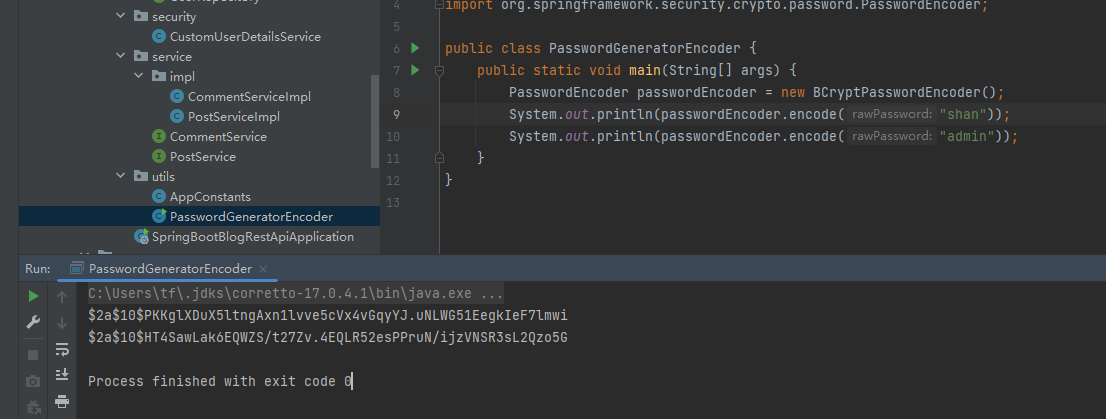 security
CustomUserDetailsService
service
impl
CommentServiceImpl
PostServiceImpl
CommentService
PostService
utils
AppConstants
PasswordGeneratorEncoder
SpringBootBlogRestApiApplication
4 import org.springframework.security.crypto.password.PasswordEncoder;
5
6 public class PasswordGeneratorEncoder {
7 public static void main(String[] args) {
8 PasswordEncoder passwordEncoder = new BCryptPasswordEncoder();
9 System.out.println(passwordEncoder.encode( rawPassword: "shan"));
10 System.out.println(passwordEncoder.encode( rawPassword: "admin"));
11 }
12 }
13
Run: PasswordGeneratorEncoder
C:\Users\tf\.jdks\corretto-17.0.4.1\bin\java.exe ...
$2a$10$PKKglXDuX5ltngAxn1lvve5cVx4vGqyYJ.uNLWG51EegkIeF7lmwi
$2a$10$HT4SawLak6EQWZS/t27Zv.4EQLR52esPPruN/ijzVNSR3sL2Qzo5G
Process finished with exit code 0